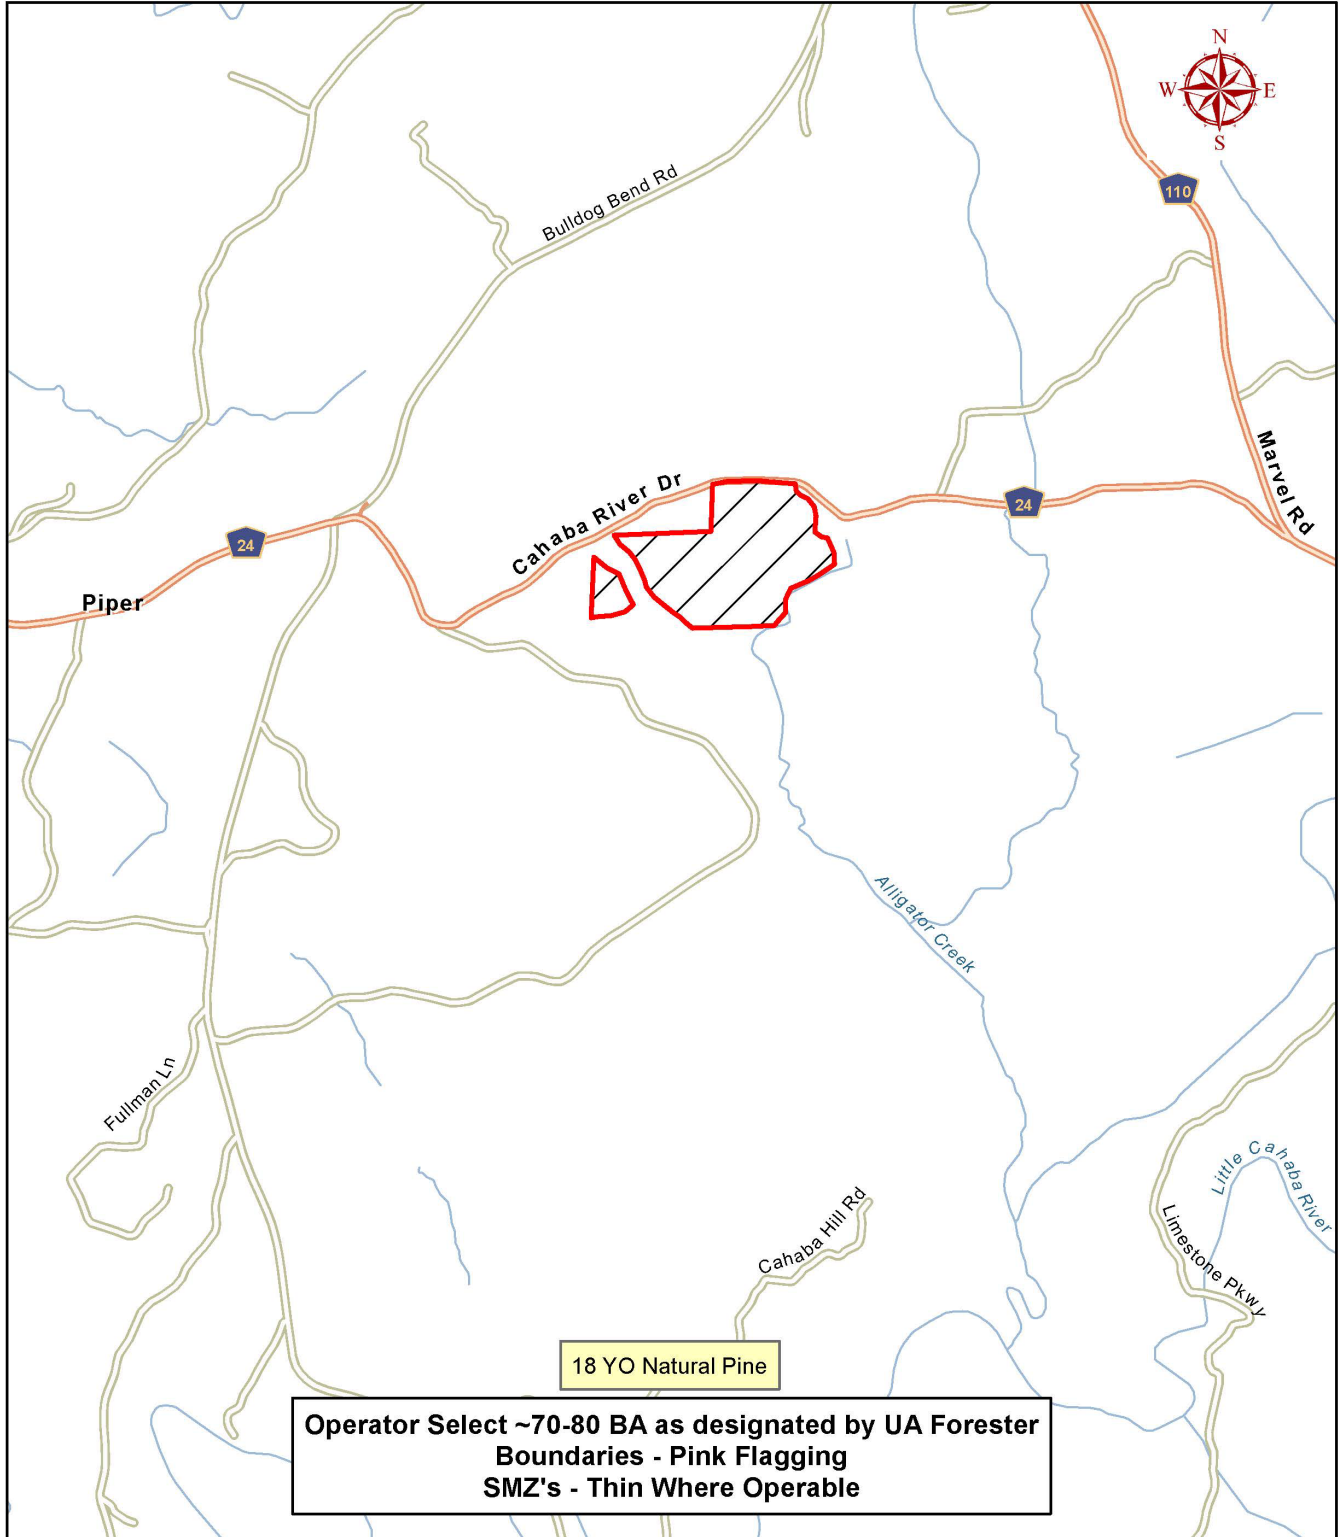 N
W E
S
110
Bulldog Bend Rd
Marvel Rd
Cahaba River Dr
24
24
Piper
Alligator Creek
Fullman Ln
Little Cahaba River
Limestone Pkwy
Cahaba Hill Rd
18 YO Natural Pine
Operator Select ~70-80 BA as designated by UA Forester
Boundaries - Pink Flagging
SMZ's - Thin Where Operable